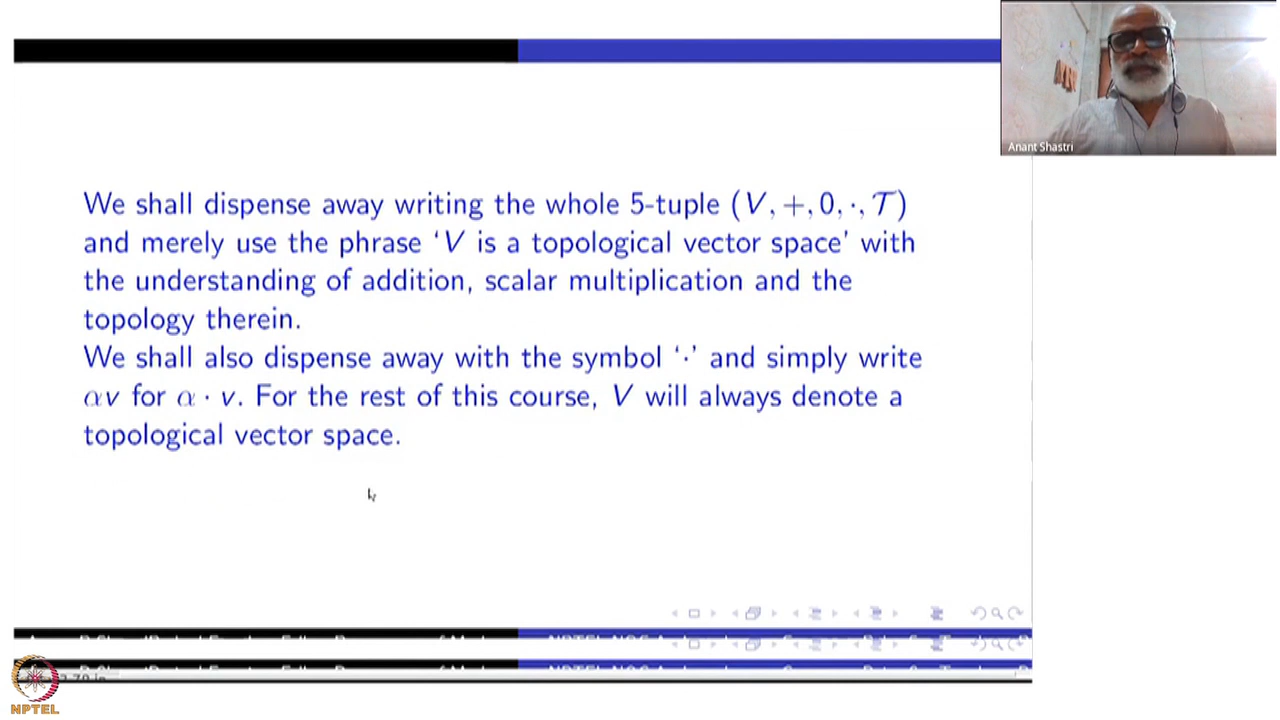 Anant Shastri
We shall dispense away writing the whole 5-tuple (V, +, 0, ·, 𝒯)
and merely use the phrase ‘V is a topological vector space’ with
the understanding of addition, scalar multiplication and the
topology therein.
We shall also dispense away with the symbol ‘·’ and simply write
αv for α · v. For the rest of this course, V will always denote a
topological vector space.
NPTEL